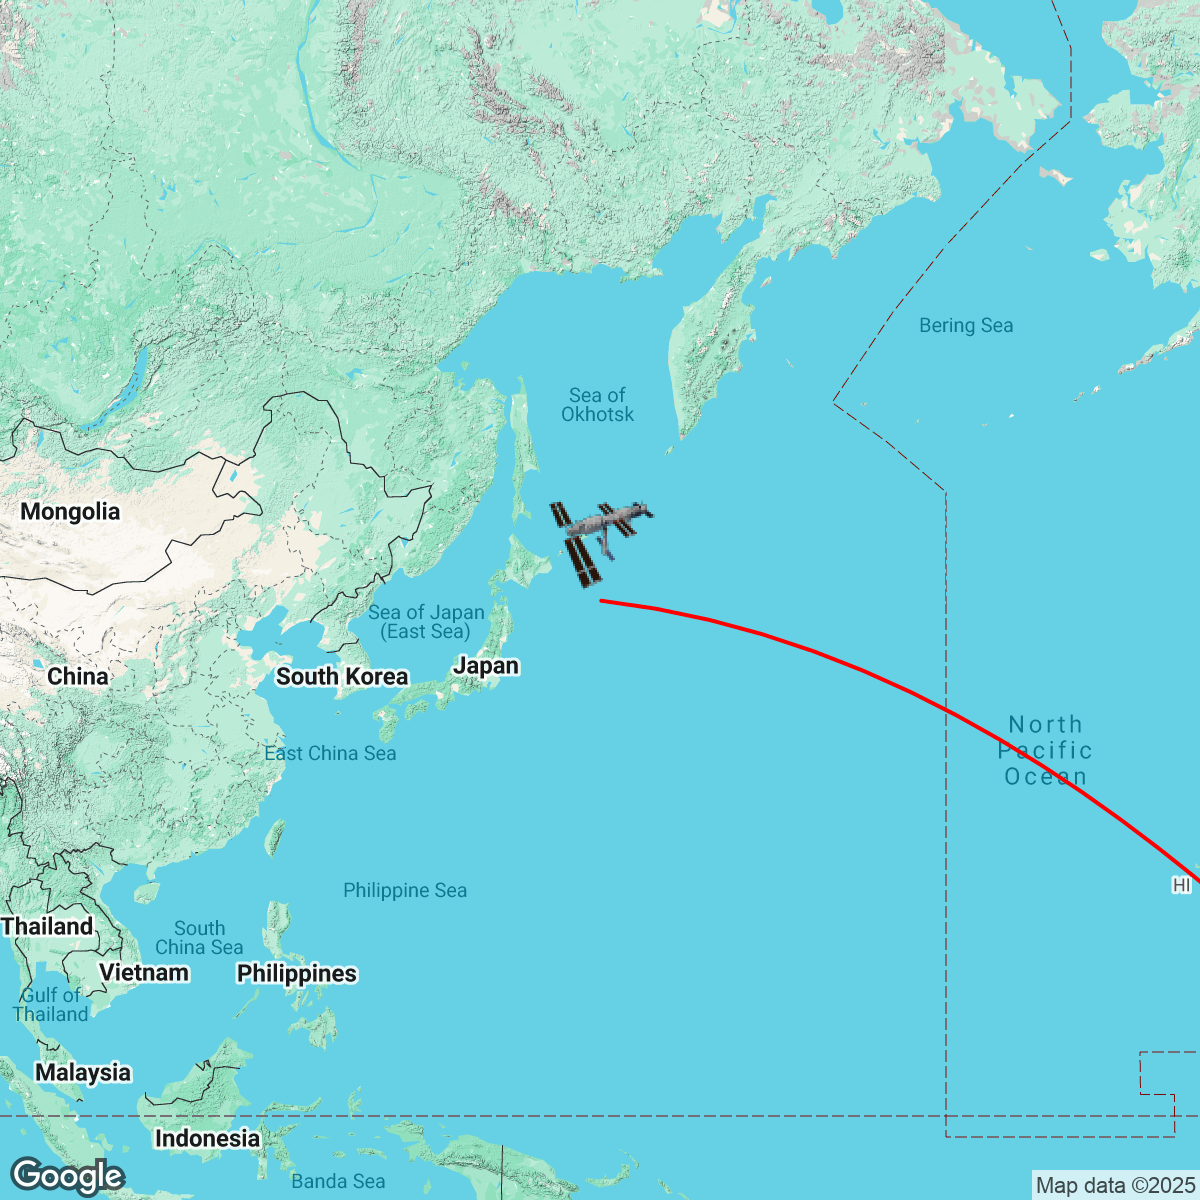 Bering Sea
Sea of
Okhotsk
Mongolia
Sea of Japan
(East Sea)
Japan
China
South Korea
North
Pacific
Ocean
East China Sea
Philippine Sea
HI
Thailand
South
China Sea
Vietnam
Philippines
Gulf of
Thailand
Malaysia
Indonesia
Banda Sea
Google
Map data ©2025